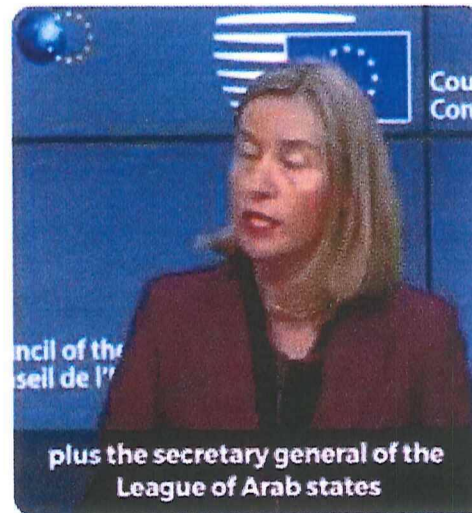 Cou
Con
ncil of the
seil de l'
plus the secretary general of the
League of Arab states